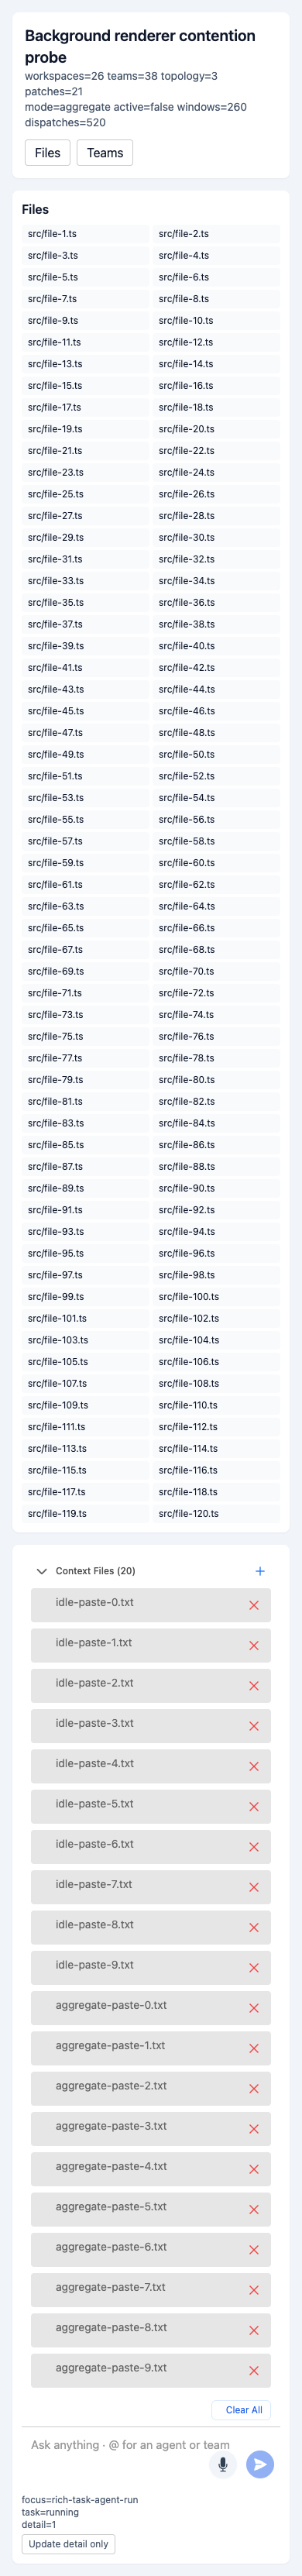 Background renderer contention
probe
workspaces=26 teams=38 topology=3
patches=21
mode=aggregate active=false windows=260
dispatches=520
Files Teams
Files
src/file-1.ts src/file-2.ts
src/file-3.ts src/file-4.ts
src/file-5.ts src/file-6.ts
src/file-7.ts src/file-8.ts
src/file-9.ts src/file-10.ts
src/file-11.ts src/file-12.ts
src/file-13.ts src/file-14.ts
src/file-15.ts src/file-16.ts
src/file-17.ts src/file-18.ts
src/file-19.ts src/file-20.ts
src/file-21.ts src/file-22.ts
src/file-23.ts src/file-24.ts
src/file-25.ts src/file-26.ts
src/file-27.ts src/file-28.ts
src/file-29.ts src/file-30.ts
src/file-31.ts src/file-32.ts
src/file-33.ts src/file-34.ts
src/file-35.ts src/file-36.ts
src/file-37.ts src/file-38.ts
src/file-39.ts src/file-40.ts
src/file-41.ts src/file-42.ts
src/file-43.ts src/file-44.ts
src/file-45.ts src/file-46.ts
src/file-47.ts src/file-48.ts
src/file-49.ts src/file-50.ts
src/file-51.ts src/file-52.ts
src/file-53.ts src/file-54.ts
src/file-55.ts src/file-56.ts
src/file-57.ts src/file-58.ts
src/file-59.ts src/file-60.ts
src/file-61.ts src/file-62.ts
src/file-63.ts src/file-64.ts
src/file-65.ts src/file-66.ts
src/file-67.ts src/file-68.ts
src/file-69.ts src/file-70.ts
src/file-71.ts src/file-72.ts
src/file-73.ts src/file-74.ts
src/file-75.ts src/file-76.ts
src/file-77.ts src/file-78.ts
src/file-79.ts src/file-80.ts
src/file-81.ts src/file-82.ts
src/file-83.ts src/file-84.ts
src/file-85.ts src/file-86.ts
src/file-87.ts src/file-88.ts
src/file-89.ts src/file-90.ts
src/file-91.ts src/file-92.ts
src/file-93.ts src/file-94.ts
src/file-95.ts src/file-96.ts
src/file-97.ts src/file-98.ts
src/file-99.ts src/file-100.ts
src/file-101.ts src/file-102.ts
src/file-103.ts src/file-104.ts
src/file-105.ts src/file-106.ts
src/file-107.ts src/file-108.ts
src/file-109.ts src/file-110.ts
src/file-111.ts src/file-112.ts
src/file-113.ts src/file-114.ts
src/file-115.ts src/file-116.ts
src/file-117.ts src/file-118.ts
src/file-119.ts src/file-120.ts
Context Files (20)
idle-paste-0.txt
idle-paste-1.txt
idle-paste-2.txt
idle-paste-3.txt
idle-paste-4.txt
idle-paste-5.txt
idle-paste-6.txt
idle-paste-7.txt
idle-paste-8.txt
idle-paste-9.txt
aggregate-paste-0.txt
aggregate-paste-1.txt
aggregate-paste-2.txt
aggregate-paste-3.txt
aggregate-paste-4.txt
aggregate-paste-5.txt
aggregate-paste-6.txt
aggregate-paste-7.txt
aggregate-paste-8.txt
aggregate-paste-9.txt
Clear All
Ask anything · @ for an agent or team
focus=rich-task-agent-run
task=running
detail=1
Update detail only